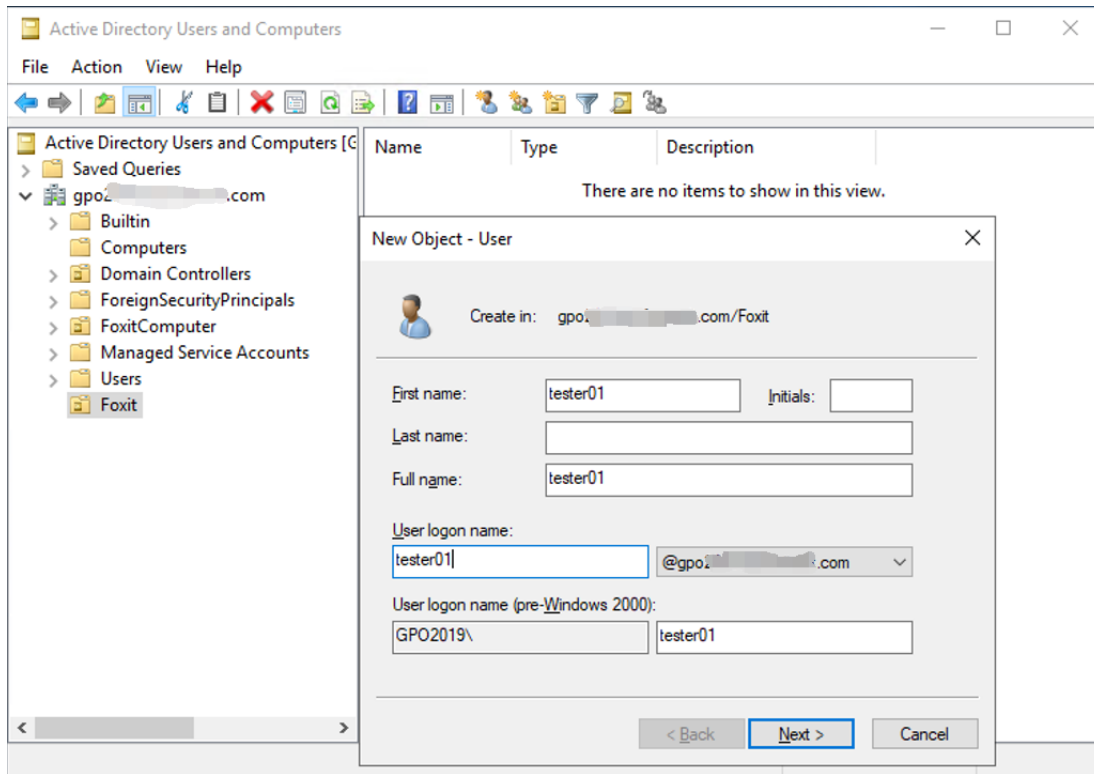 Active Directory Users and Computers
File Action View Help
Active Directory Users and Computers [G
Name Type Description
Saved Queries
There are no items to show in this view.
.com
Builtin
New Object - User
Computers
Domain Controllers
Create in: .com/Foxit
ForeignSecurityPrincipals
FoxitComputer
Managed Service Accounts
Users
Foxit
First name: tester01 Initials:
Last name:
Full name: tester01
User logon name:
tester01 .com
User logon name (pre-Windows 2000):
GPO2019\ tester01
< Back Next > Cancel